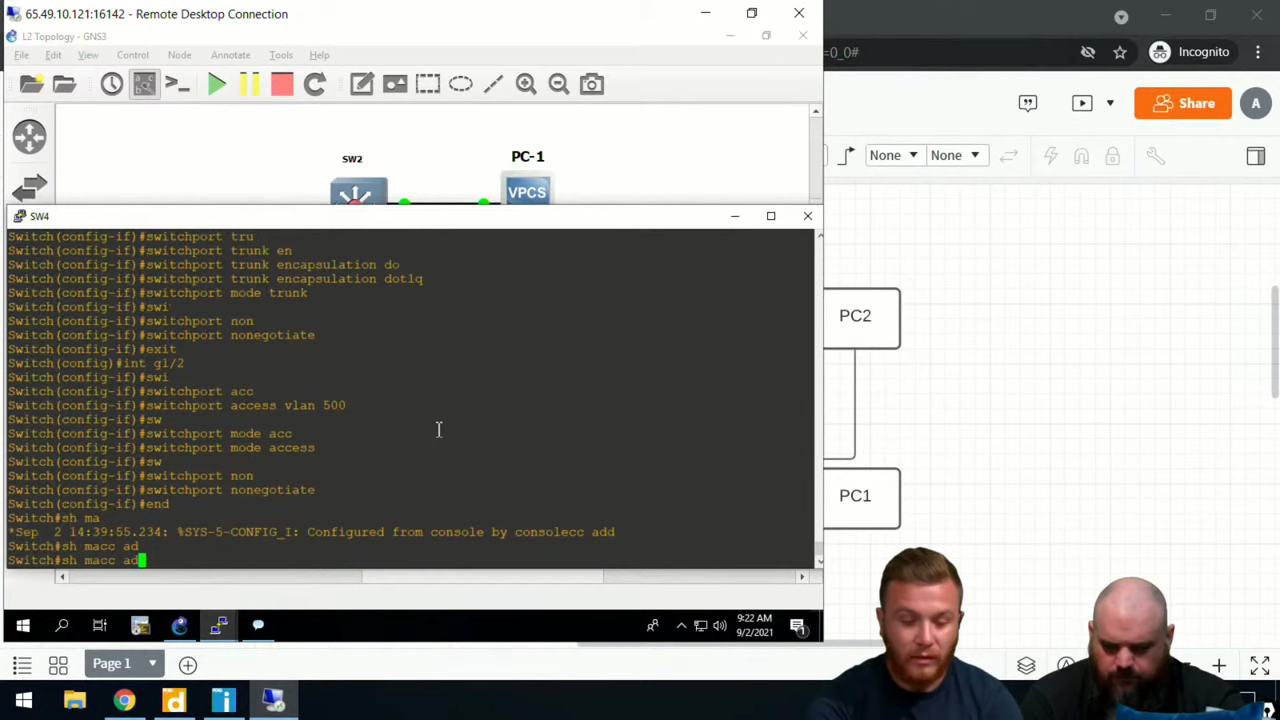 65.49.10.121:16142 - Remote Desktop Connection
L2 Topology - GNS3
File Edit View Control Node Annotate Tools Help
=0_0#
Incognito
Share
A
None
None
SW2
PC-1
VPCS
SW4
Switch(config-if)#switchport tru
Switch(config-if)#switchport trunk en
Switch(config-if)#switchport trunk encapsulation do
Switch(config-if)#switchport trunk encapsulation dot1q
Switch(config-if)#switchport mode trunk
Switch(config-if)#swi
Switch(config-if)#switchport non
Switch(config-if)#switchport nonegotiate
Switch(config-if)#exit
Switch(config)#int g1/2
Switch(config-if)#swi
Switch(config-if)#switchport acc
Switch(config-if)#switchport access vlan 500
Switch(config-if)#sw
Switch(config-if)#switchport mode acc
Switch(config-if)#switchport mode access
Switch(config-if)#sw
Switch(config-if)#switchport non
Switch(config-if)#switchport nonegotiate
Switch(config-if)#end
Switch#sh ma
*Sep  2 14:39:55.234: %SYS-5-CONFIG_I: Configured from console by consolecc add
Switch#sh macc ad
Switch#sh macc ad
PC2
PC1
9:22 AM
9/2/2021
1
Page 1